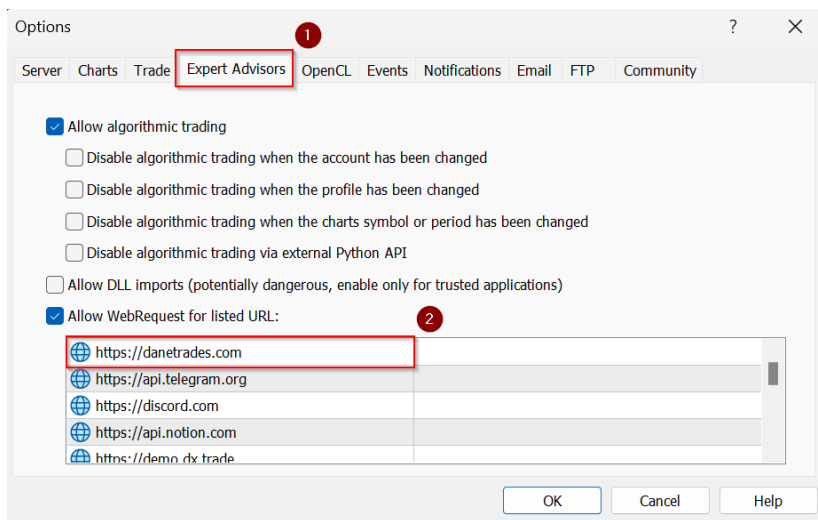 Options ?
1
Server Charts Trade Expert Advisors OpenCL Events Notifications Email FTP Community
Allow algorithmic trading
Disable algorithmic trading when the account has been changed
Disable algorithmic trading when the profile has been changed
Disable algorithmic trading when the charts symbol or period has been changed
Disable algorithmic trading via external Python API
Allow DLL imports (potentially dangerous, enable only for trusted applications)
Allow WebRequest for listed URL:
2
https://danetrades.com
https://api.telegram.org
https://discord.com
https://api.notion.com
https://demo.dx.trade
OK Cancel Help